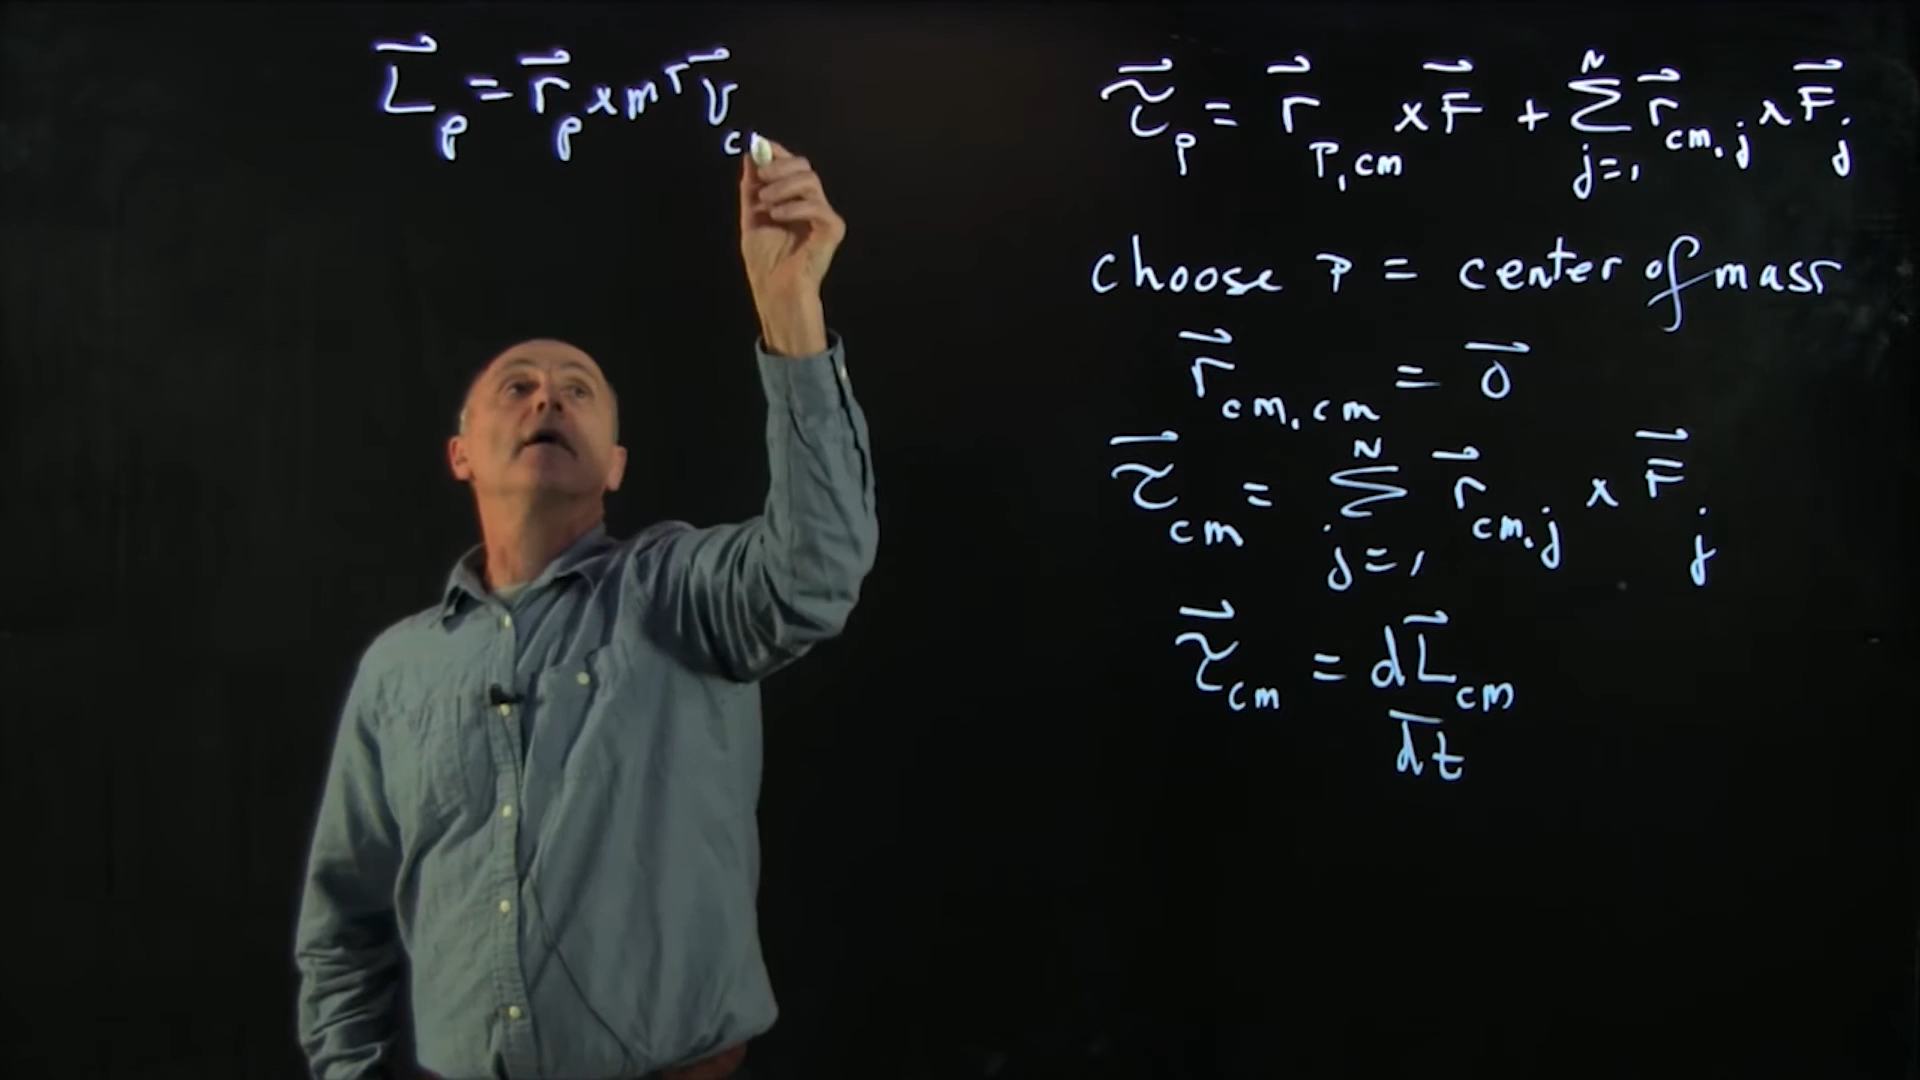 L⃗_p = r⃗_p × m^T v⃗_c
τ⃗_p = r⃗_P,cm × F⃗ + Σ_{j=1}^{N} r⃗_cm,j × F⃗_j
choose P = center of mass
r⃗_cm,cm = 0⃗
τ⃗_cm = Σ_{j=1}^{N} r⃗_cm,j × F⃗_j
τ⃗_cm = dL⃗_cm
dt